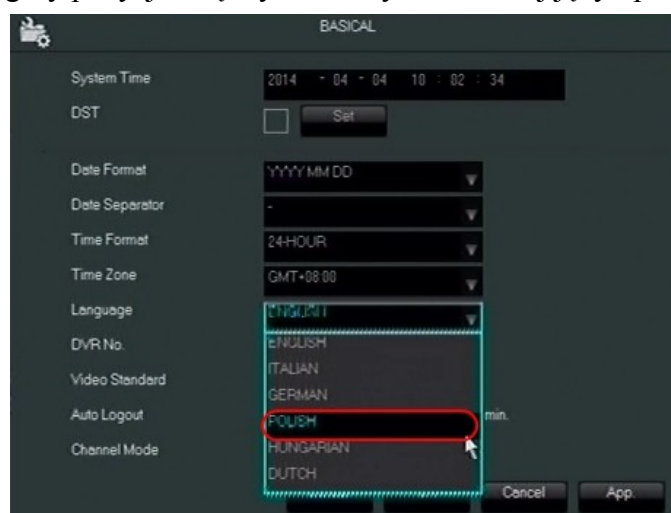 BASICAL
System Time 2014 - 04 - 04 10 : 02 : 34
DST Set
Date Format YYYY MM DD
Date Separator -
Time Format 24-HOUR
Time Zone GMT+08:00
Language ENGLISH
DVR No. ENGLISH
ITALIAN
Video Standard
GERMAN
Auto Logout POLISH min.
Channel Mode HUNGARIAN
DUTCH
Cancel App.